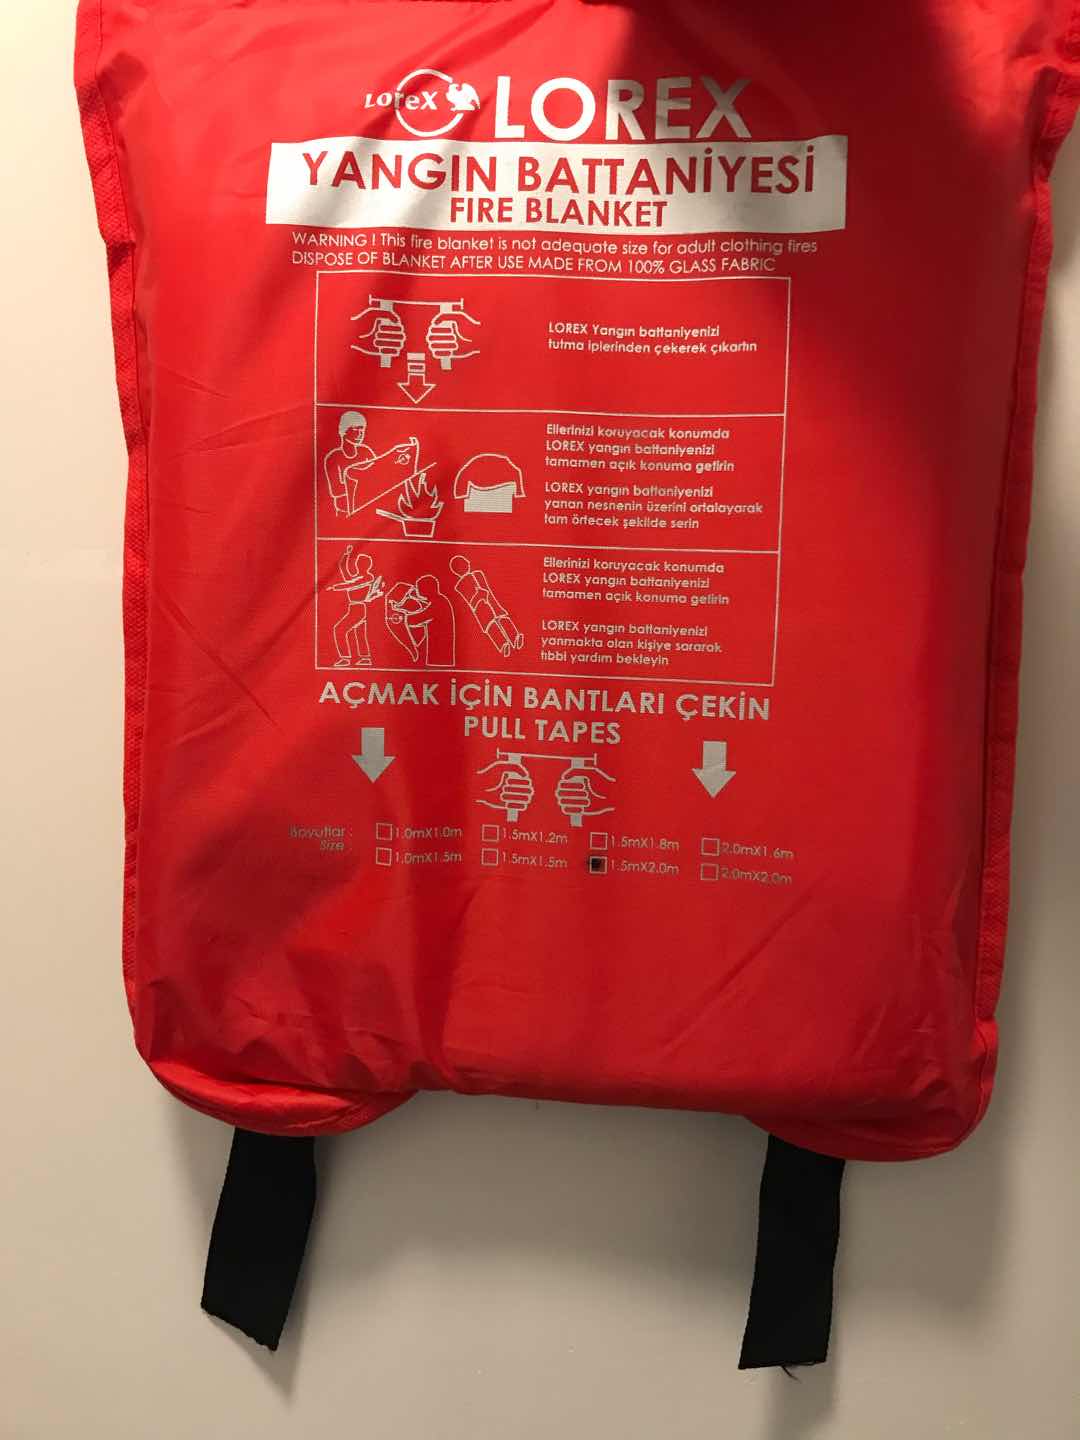 LoreX LOREX
YANGIN BATTANİYESİ
FIRE BLANKET
WARNING ! This fire blanket is not adequate size for adult clothing fires
DISPOSE OF BLANKET AFTER USE MADE FROM 100% GLASS FABRIC
LOREX Yangın battaniyenizi
tutma iplerinden çekerek çıkartın
Ellerinizi koruyacak konumda
LOREX yangın battaniyenizi
tamamen açık konuma getirin
LOREX yangın battaniyenizi
yanan nesnenin üzerini ortalayarak
tam örtecek şekilde serin
Ellerinizi koruyacak konumda
LOREX yangın battaniyenizi
tamamen açık konuma getirin
LOREX yangın battaniyenizi
yanmakta olan kişiye sararak
tıbbi yardım bekleyin
AÇMAK İÇİN BANTLARI ÇEKİN
PULL TAPES
Boyutlar : 1.0mX1.0m 1.5mX1.2m 1.5mX1.8m 2.0mX1.6m
Size : 1.0mX1.5m 1.5mX1.5m 1.5mX2.0m 2.0mX2.0m